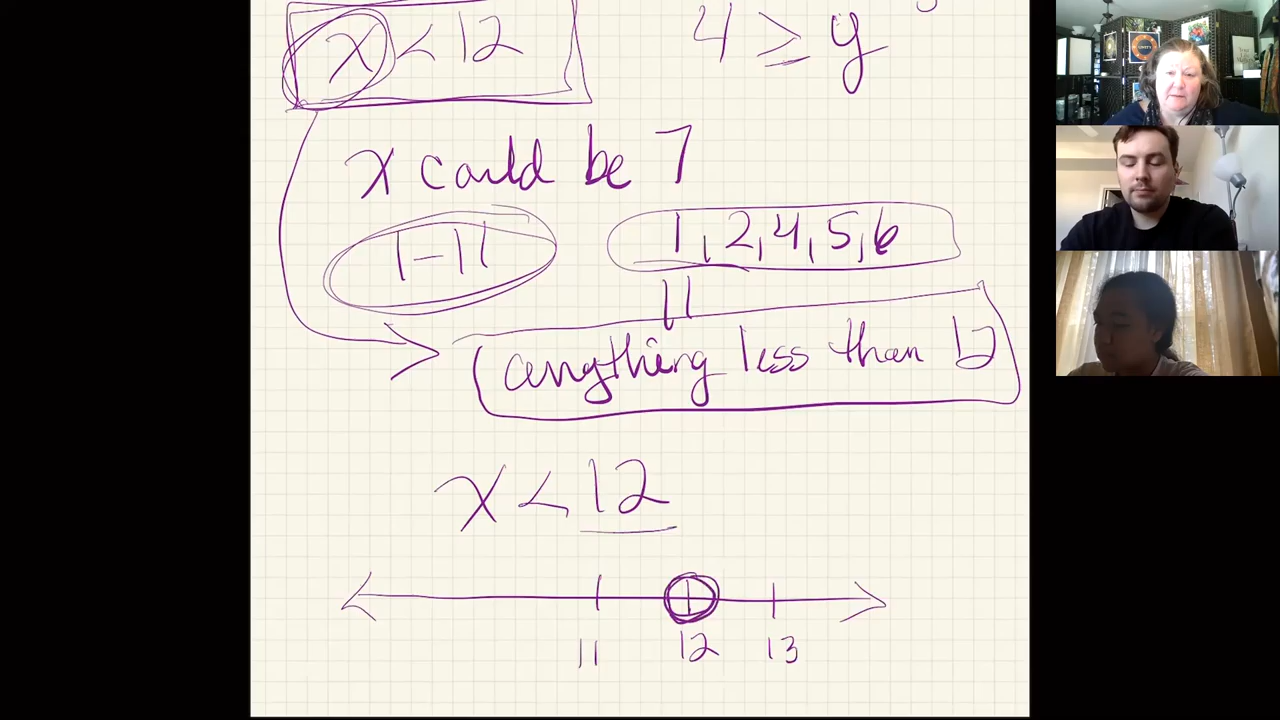 x < 12
4 ≥ y
x could be 7
1-11
1, 2, 4, 5, 6
11
anything less than 12
x < 12
11 12 13